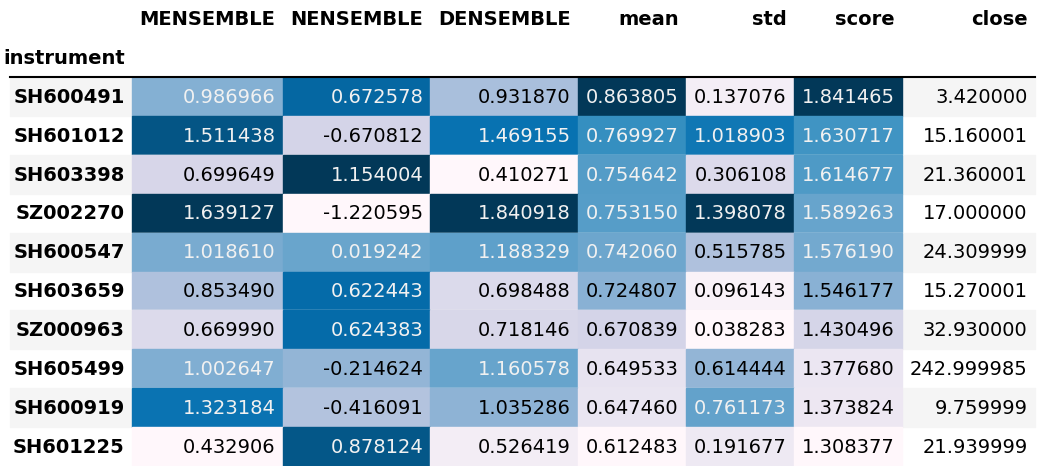 MENSEMBLE NENSEMBLE DENSEMBLE mean std score close
instrument
SH600491 0.986966 0.672578 0.931870 0.863805 0.137076 1.841465 3.420000
SH601012 1.511438 -0.670812 1.469155 0.769927 1.018903 1.630717 15.160001
SH603398 0.699649 1.154004 0.410271 0.754642 0.306108 1.614677 21.360001
SZ002270 1.639127 -1.220595 1.840918 0.753150 1.398078 1.589263 17.000000
SH600547 1.018610 0.019242 1.188329 0.742060 0.515785 1.576190 24.309999
SH603659 0.853490 0.622443 0.698488 0.724807 0.096143 1.546177 15.270001
SZ000963 0.669990 0.624383 0.718146 0.670839 0.038283 1.430496 32.930000
SH605499 1.002647 -0.214624 1.160578 0.649533 0.614444 1.377680 242.999985
SH600919 1.323184 -0.416091 1.035286 0.647460 0.761173 1.373824 9.759999
SH601225 0.432906 0.878124 0.526419 0.612483 0.191677 1.308377 21.939999